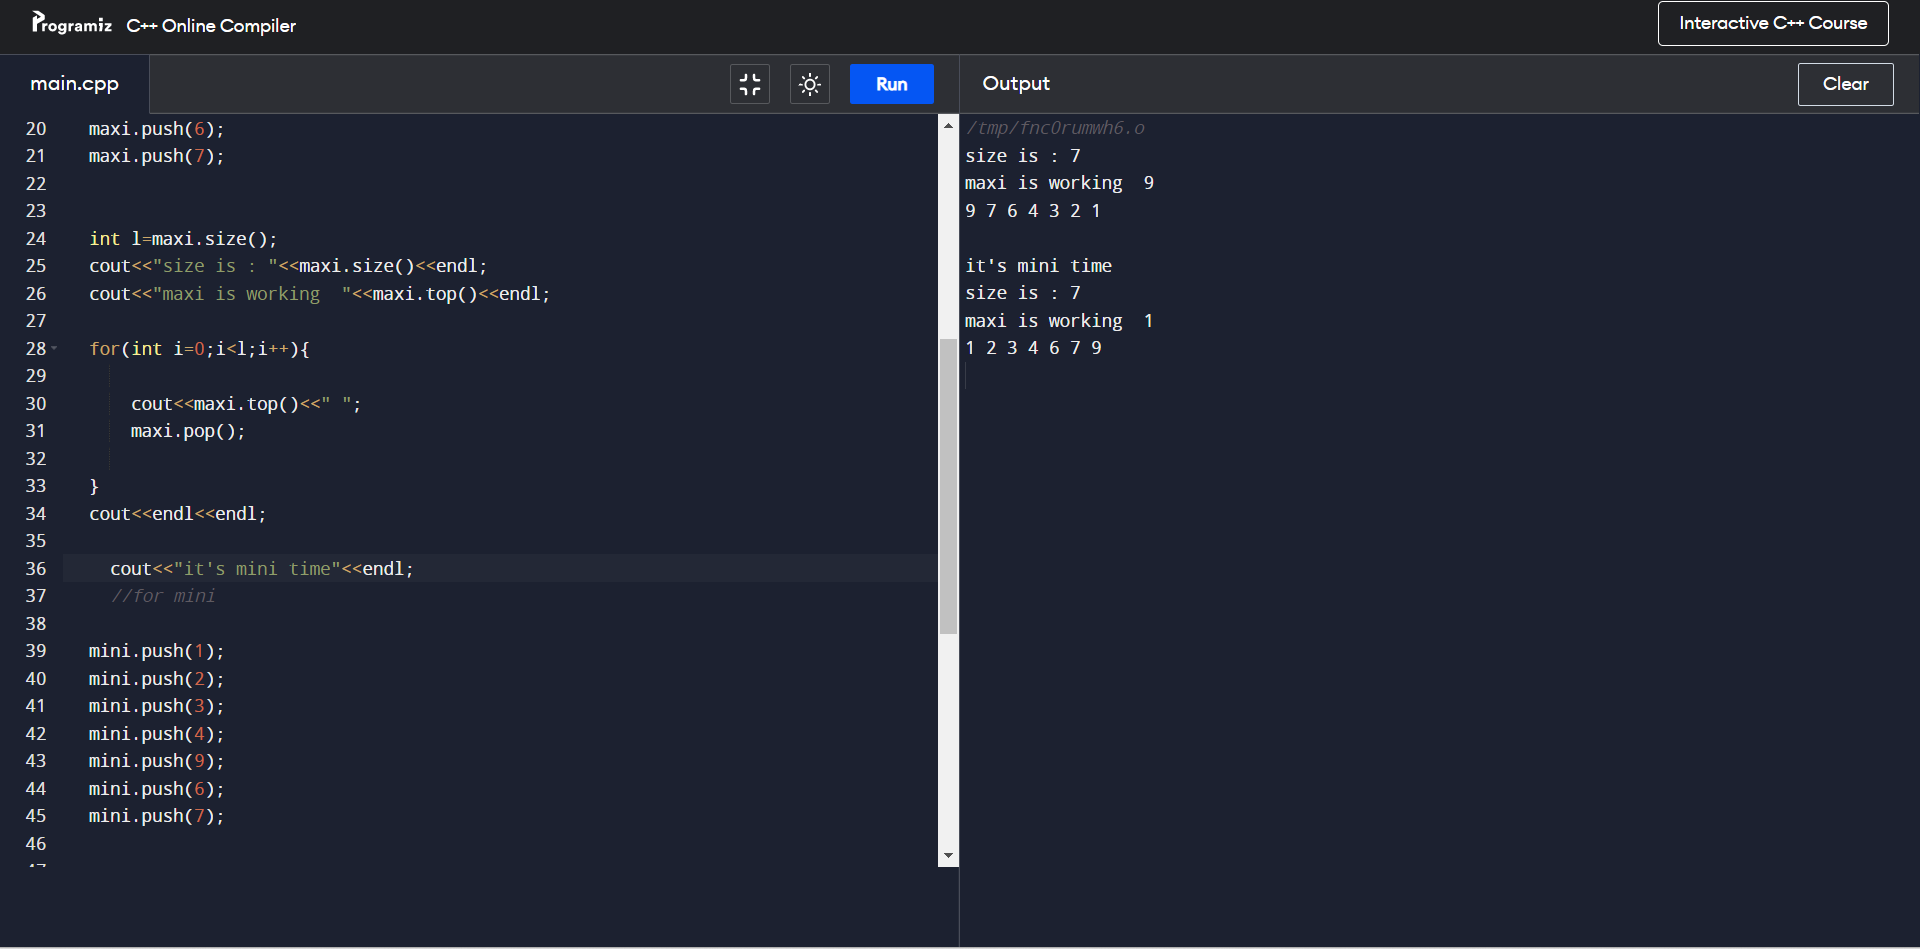 Programiz C++ Online Compiler
Interactive C++ Course
main.cpp
Run
20 maxi.push(6);
21 maxi.push(7);
22
23
24 int l=maxi.size();
25 cout<<"size is : "<<maxi.size()<<endl;
26 cout<<"maxi is working  "<<maxi.top()<<endl;
27
28 for(int i=0;i<l;i++){
29
30 cout<<maxi.top()<<" ";
31 maxi.pop();
32
33 }
34 cout<<endl<<endl;
35
36 cout<<"it's mini time"<<endl;
37 //for mini
38
39 mini.push(1);
40 mini.push(2);
41 mini.push(3);
42 mini.push(4);
43 mini.push(9);
44 mini.push(6);
45 mini.push(7);
46
Output
Clear
/tmp/fnc0rumwh6.o
size is : 7
maxi is working  9
9 7 6 4 3 2 1
it's mini time
size is : 7
maxi is working  1
1 2 3 4 6 7 9